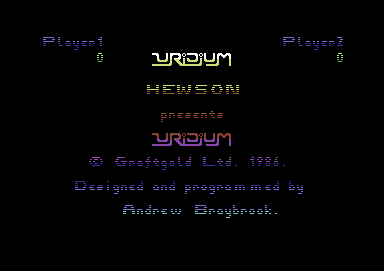 Player1 Player2
0 URIDIUM 0
HEWSON
presents
URIDIUM
© Graftgold Ltd. 1986.
Designed and programmed by
Andrew Braybrook.